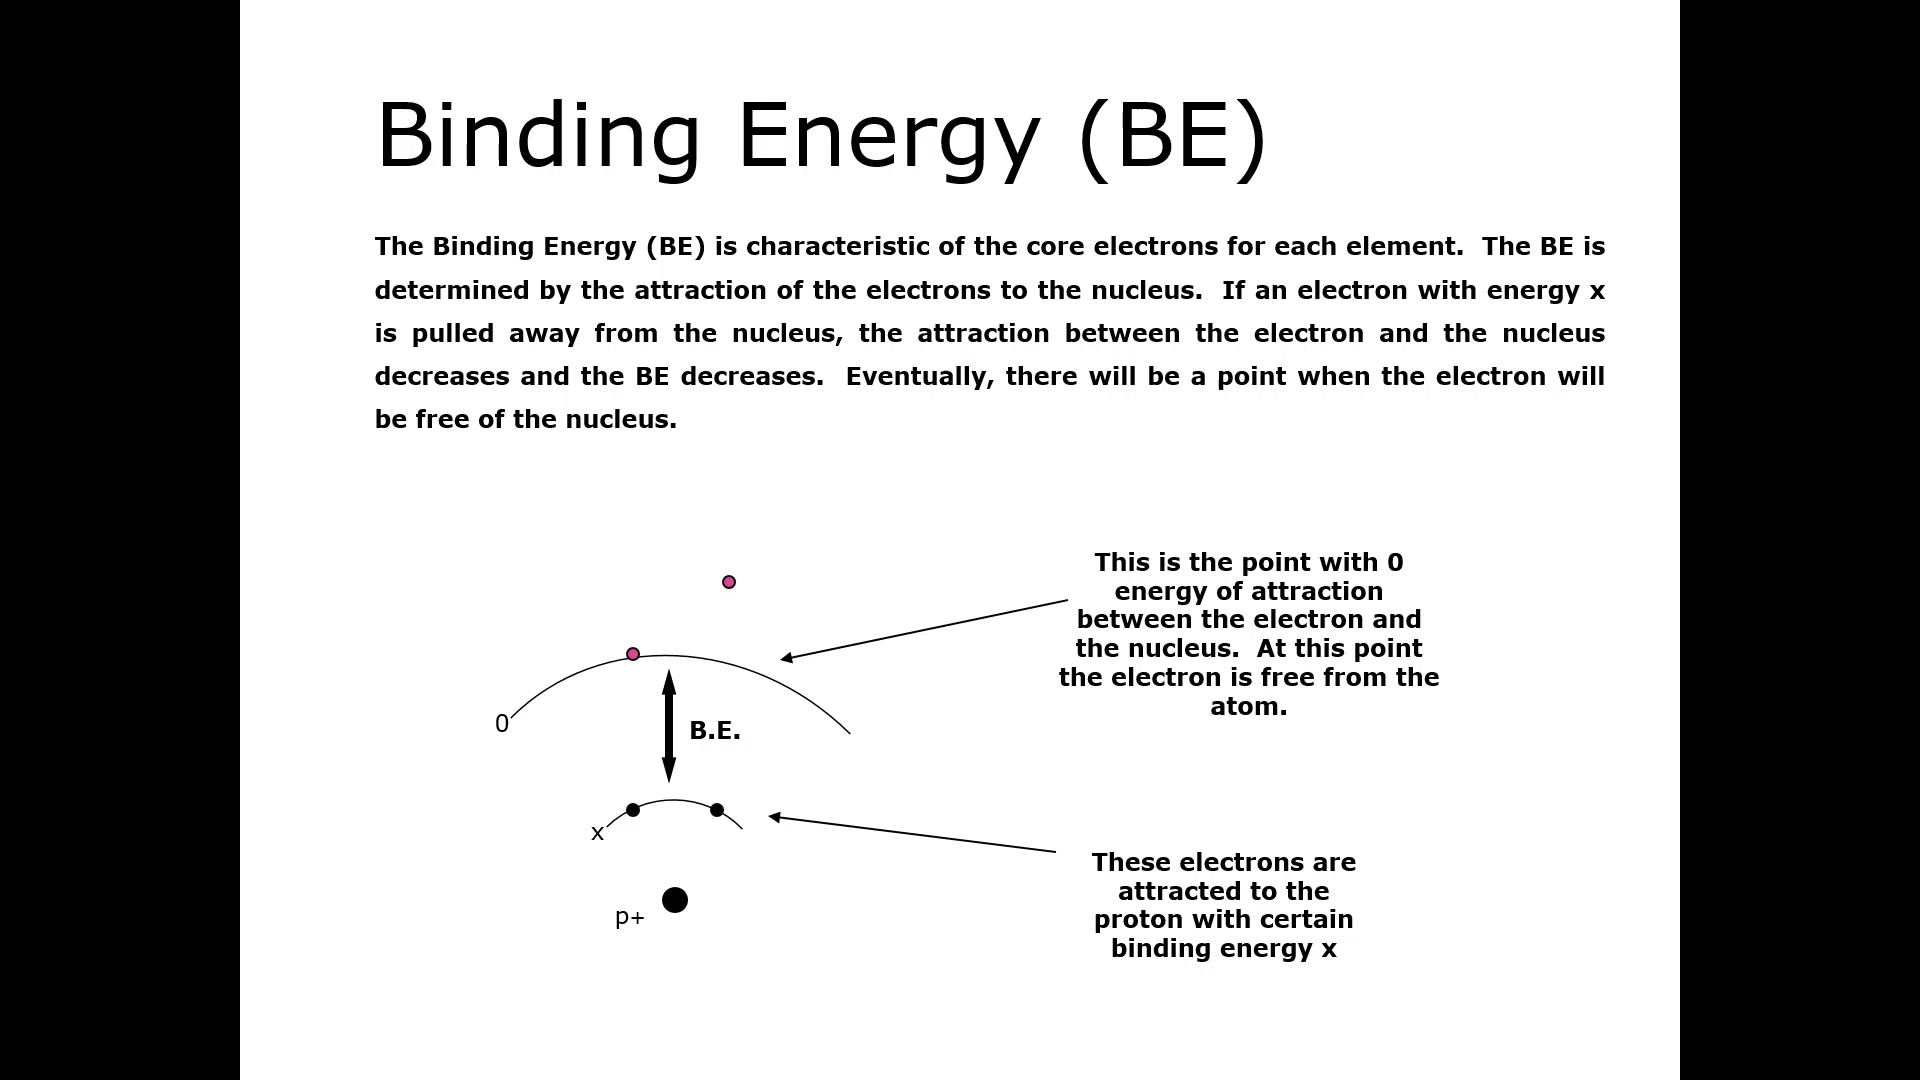 Binding Energy (BE)
The Binding Energy (BE) is characteristic of the core electrons for each element.  The BE is
determined by the attraction of the electrons to the nucleus.  If an electron with energy x
is pulled away from the nucleus, the attraction between the electron and the nucleus
decreases and the BE decreases.  Eventually, there will be a point when the electron will
be free of the nucleus.
This is the point with 0
energy of attraction
between the electron and
the nucleus.  At this point
the electron is free from the
atom.
0
B.E.
x
p+
These electrons are
attracted to the
proton with certain
binding energy x